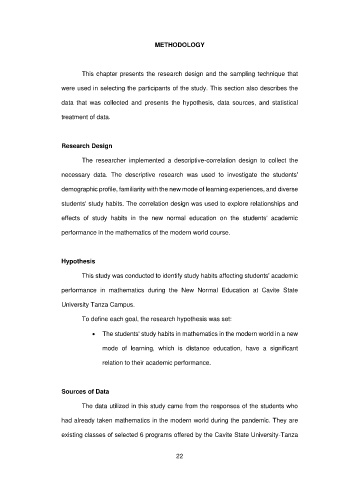 METHODOLOGY
This chapter presents the research design and the sampling technique that
were used in selecting the participants of the study. This section also describes the
data that was collected and presents the hypothesis, data sources, and statistical
treatment of data.
Research Design
The researcher implemented a descriptive-correlation design to collect the
necessary data. The descriptive research was used to investigate the students'
demographic profile, familiarity with the new mode of learning experiences, and diverse
students' study habits. The correlation design was used to explore relationships and
effects of study habits in the new normal education on the students' academic
performance in the mathematics of the modern world course.
Hypothesis
This study was conducted to identify study habits affecting students' academic
performance in mathematics during the New Normal Education at Cavite State
University Tanza Campus.
To define each goal, the research hypothesis was set:
• The students' study habits in mathematics in the modern world in a new
mode of learning, which is distance education, have a significant
relation to their academic performance.
Sources of Data
The data utilized in this study came from the responses of the students who
had already taken mathematics in the modern world during the pandemic. They are
existing classes of selected 6 programs offered by the Cavite State University-Tanza
22